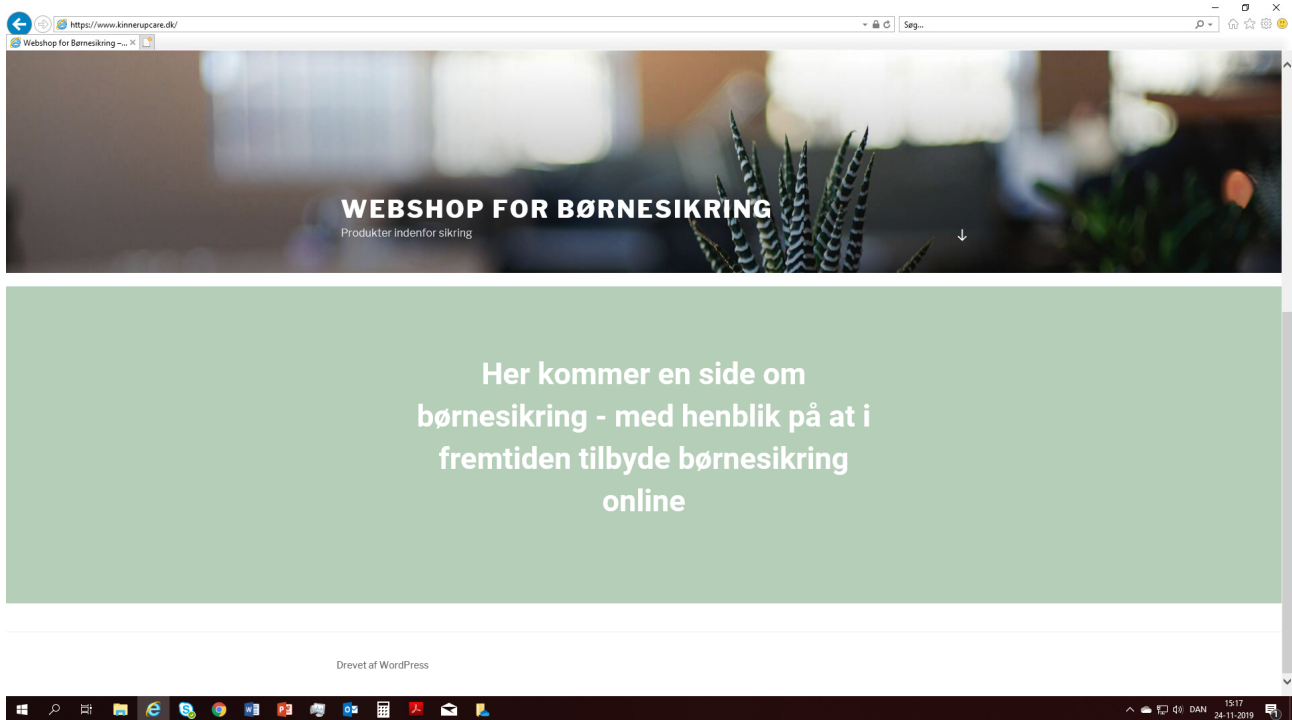 https://www.kinnerupcare.dk/
Søg...
Webshop for Børnesikring –...
WEBSHOP FOR BØRNESIKRING
Produkter indenfor sikring
Her kommer en side om
børnesikring - med henblik på at i
fremtiden tilbyde børnesikring
online
Drevet af WordPress
DAN
15:17
24-11-2019